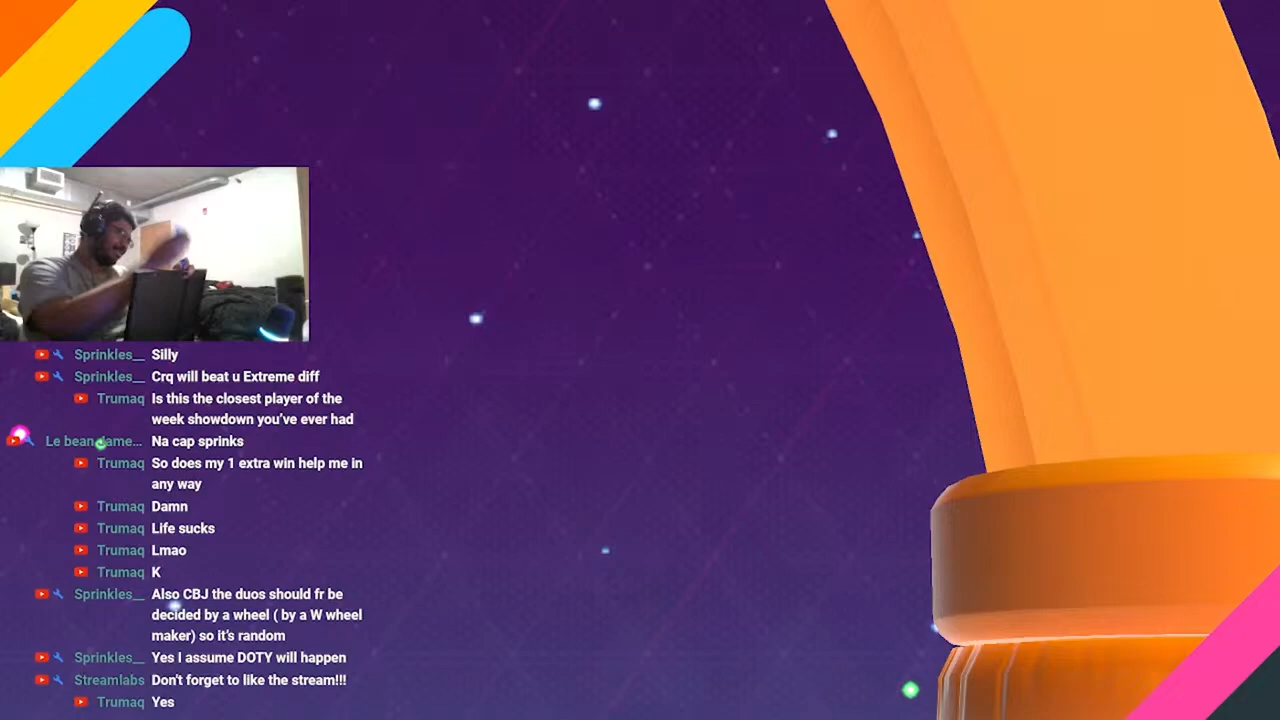 Sprinkles__ Silly
Sprinkles__ Crq will beat u Extreme diff
Trumaq Is this the closest player of the
week showdown you've ever had
Le bean jame... Na cap sprinks
Trumaq So does my 1 extra win help me in
any way
Trumaq Damn
Trumaq Life sucks
Trumaq Lmao
Trumaq K
Sprinkles__ Also CBJ the duos should fr be
decided by a wheel ( by a W wheel
maker) so it's random
Sprinkles__ Yes I assume DOTY will happen
Streamlabs Don't forget to like the stream!!!
Trumaq Yes